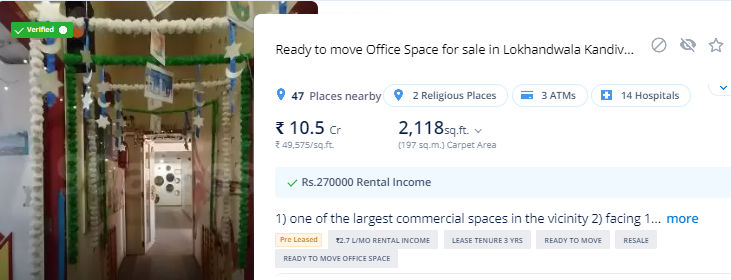 Verified
Ready to move Office Space for sale in Lokhandwala Kandiv...
47 Places nearby
2 Religious Places
3 ATMs
14 Hospitals
₹ 10.5 Cr
₹ 49,575/sq.ft.
2,118sq.ft.
(197 sq.m.) Carpet Area
Rs.270000 Rental Income
1) one of the largest commercial spaces in the vicinity 2) facing 1... more
Pre Leased
₹2.7 L/MO RENTAL INCOME
LEASE TENURE 3 YRS
READY TO MOVE
RESALE
READY TO MOVE OFFICE SPACE